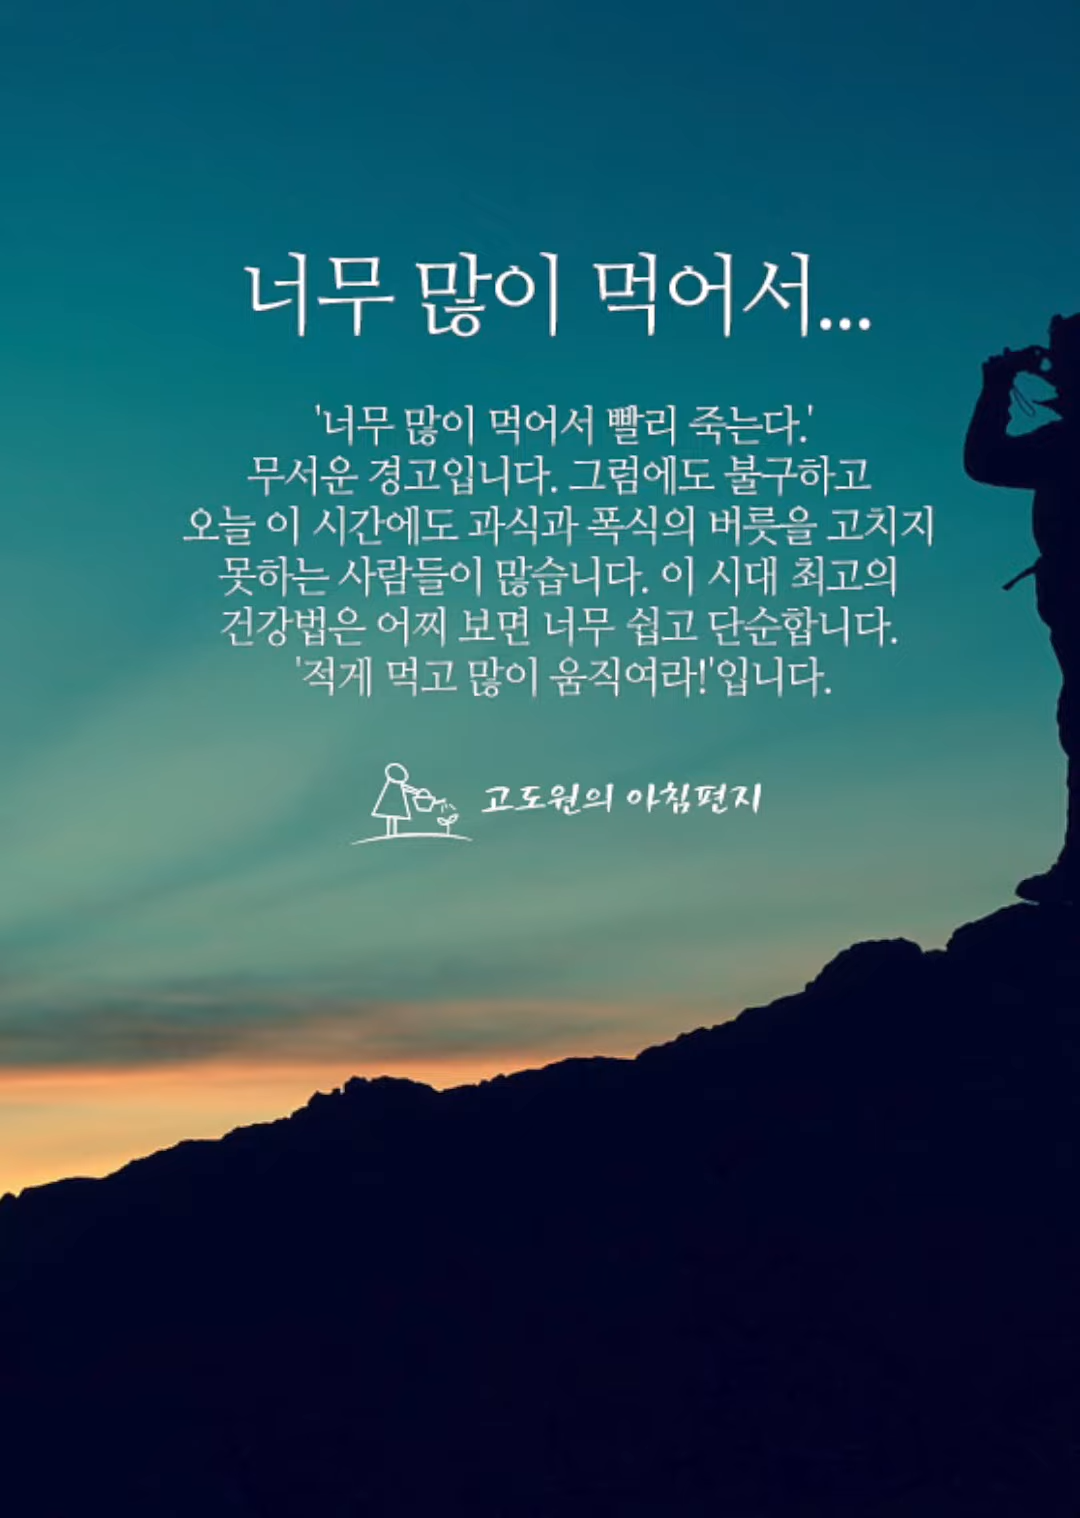 너무 많이 먹어서...
'너무 많이 먹어서 빨리 죽는다.'
무서운 경고입니다. 그럼에도 불구하고
오늘 이 시간에도 과식과 폭식의 버릇을 고치지
못하는 사람들이 많습니다. 이 시대 최고의
건강법은 어찌 보면 너무 쉽고 단순합니다.
'적게 먹고 많이 움직여라!'입니다.
고도원의 아침편지